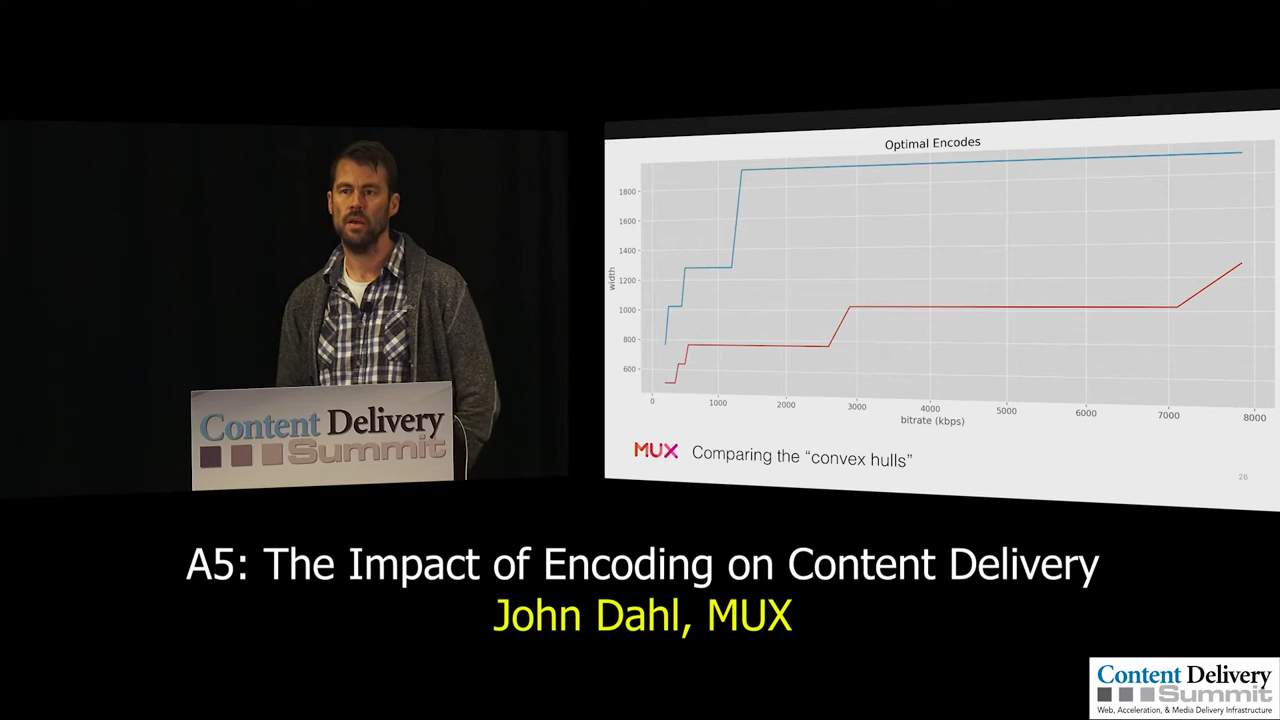 Optimal Encodes
1800
1600
1400
1200
1000
800
600
width
0 1000 2000 3000 4000 5000 6000 7000 8000
bitrate (kbps)
MUX Comparing the “convex hulls”
26
Content Delivery
Summit
A5: The Impact of Encoding on Content Delivery
John Dahl, MUX
Content Delivery
Summit
Web, Acceleration, & Media Delivery Infrastructure